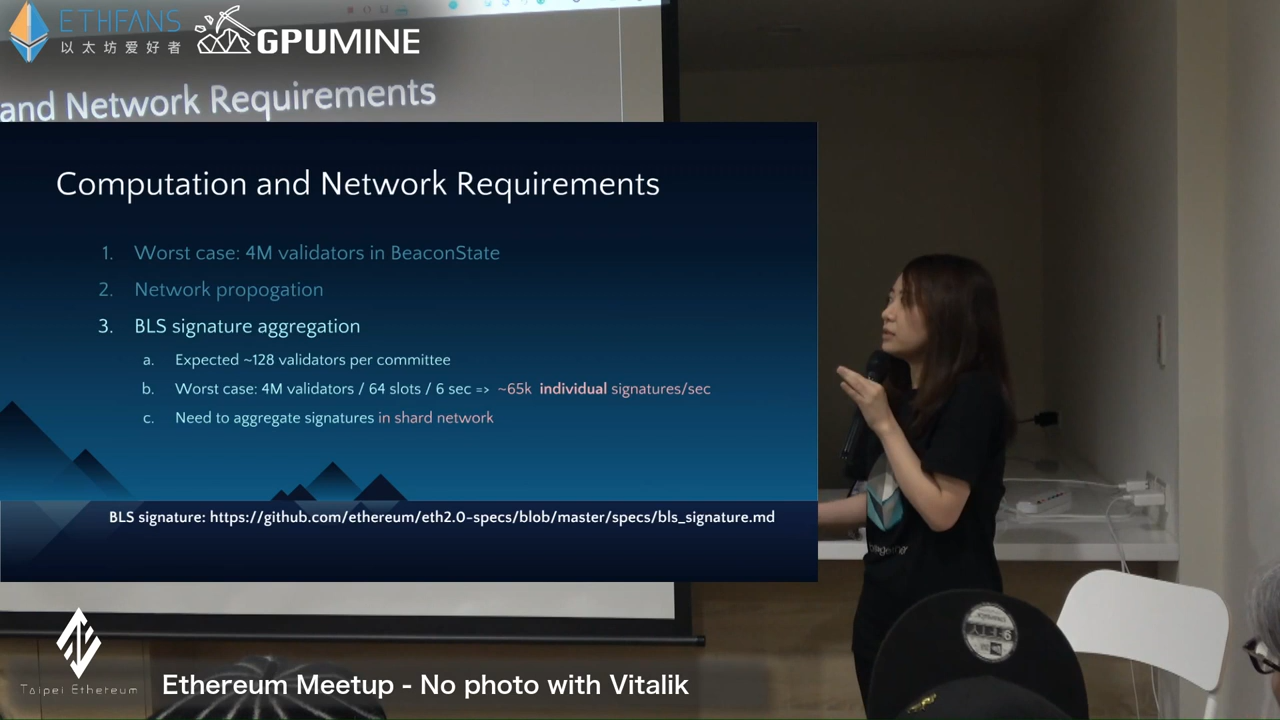 ETHFANS
以太坊爱好者
GPUMINE
and Network Requirements
Computation and Network Requirements
1. Worst case: 4M validators in BeaconState
2. Network propogation
3. BLS signature aggregation
a. Expected ~128 validators per committee
b. Worst case: 4M validators / 64 slots / 6 sec => ~65k individual signatures/sec
c. Need to aggregate signatures in shard network
BLS signature: https://github.com/ethereum/eth2.0-specs/blob/master/specs/bls_signature.md
Taipei Ethereum
Ethereum Meetup - No photo with Vitalik